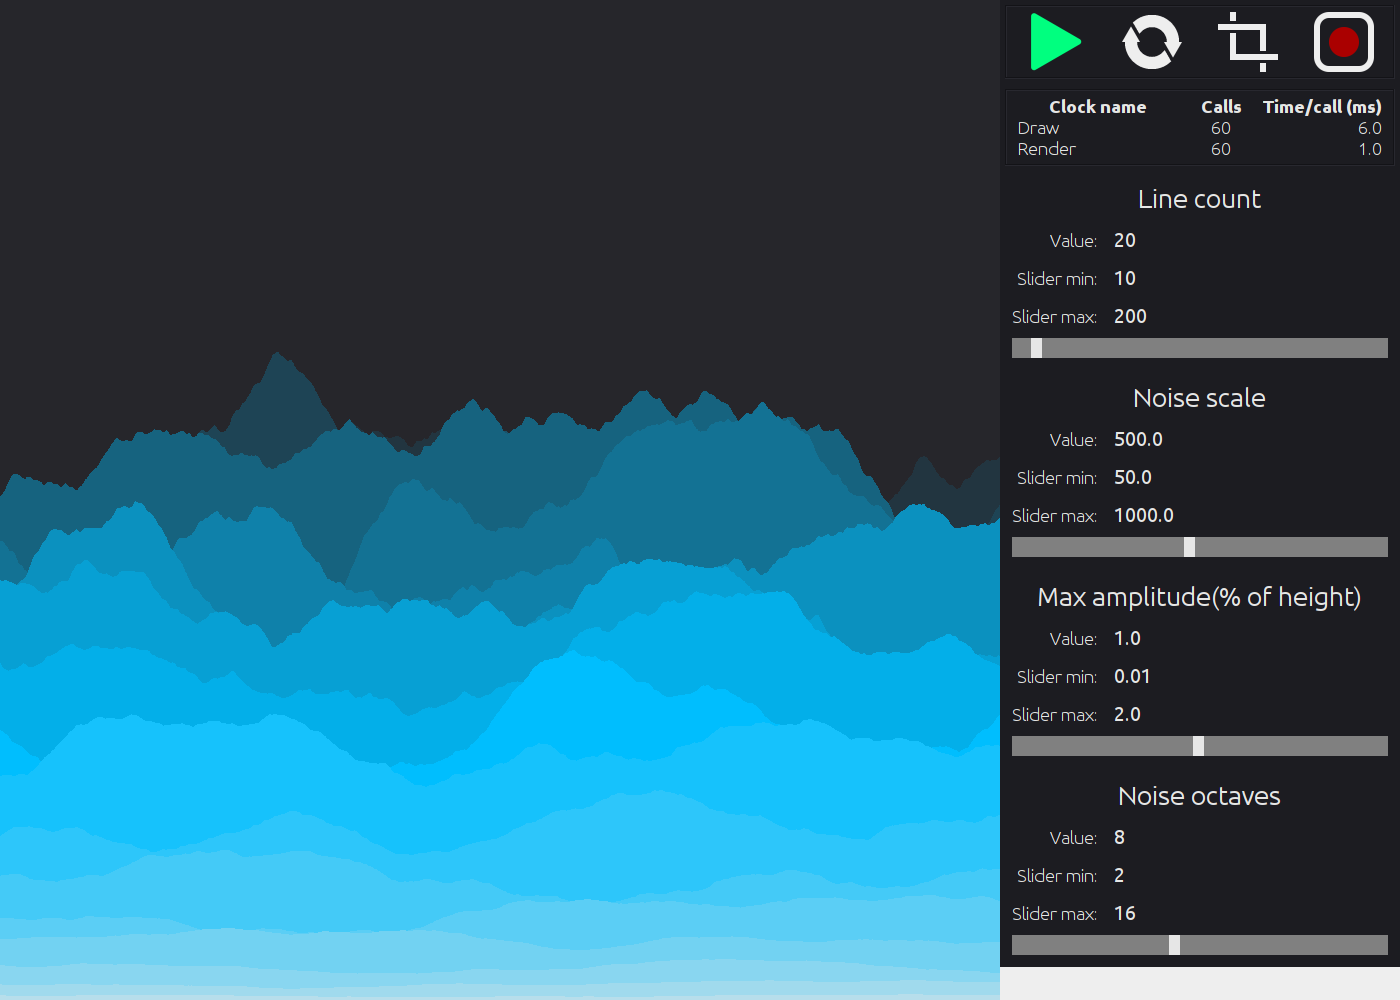 Clock name Calls Time/call (ms)
Draw 60 6.0
Render 60 1.0
Line count
Value: 20
Slider min: 10
Slider max: 200
Noise scale
Value: 500.0
Slider min: 50.0
Slider max: 1000.0
Max amplitude(% of height)
Value: 1.0
Slider min: 0.01
Slider max: 2.0
Noise octaves
Value: 8
Slider min: 2
Slider max: 16